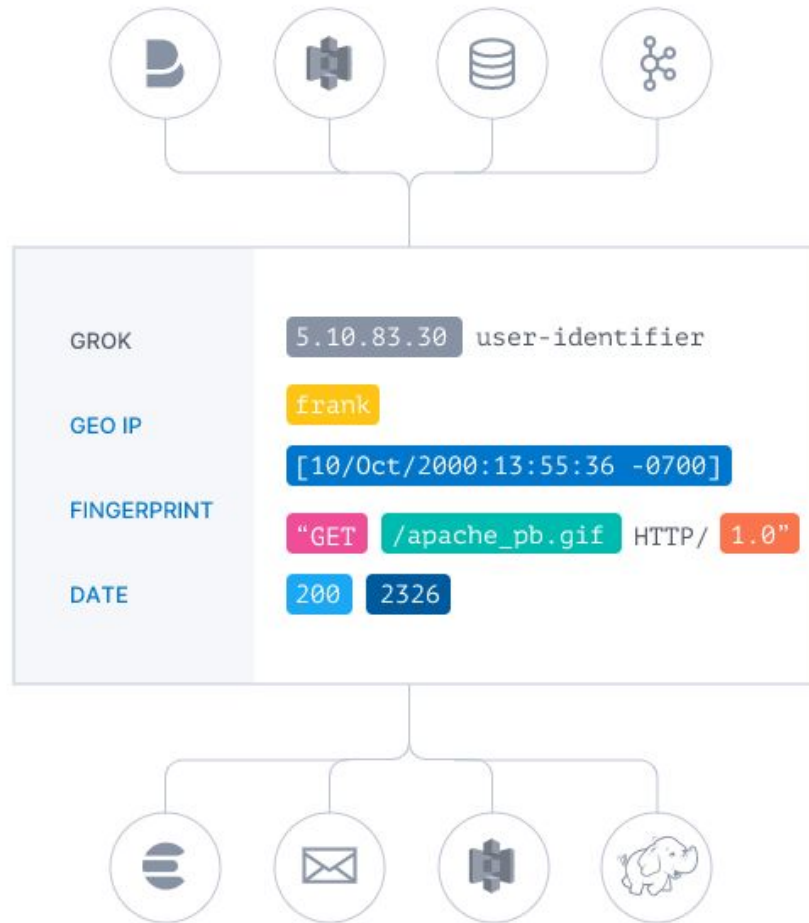 GROK
GEO IP
FINGERPRINT
DATE
5.10.83.30 user-identifier
frank
[10/Oct/2000:13:55:36 -0700]
“GET /apache_pb.gif HTTP/ 1.0”
200 2326